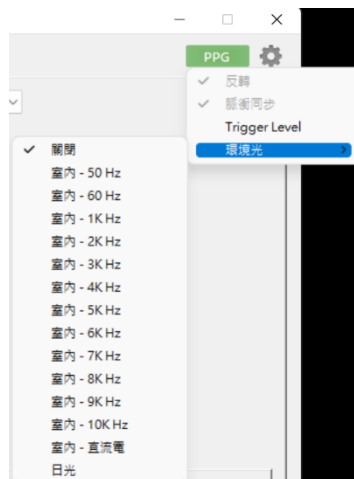 PPG
反轉
脈衝同步
Trigger Level
環境光
關閉
室內 - 50 Hz
室內 - 60 Hz
室內 - 1K Hz
室內 - 2K Hz
室內 - 3K Hz
室內 - 4K Hz
室內 - 5K Hz
室內 - 6K Hz
室內 - 7K Hz
室內 - 8K Hz
室內 - 9K Hz
室內 - 10K Hz
室內 - 直流電
日光